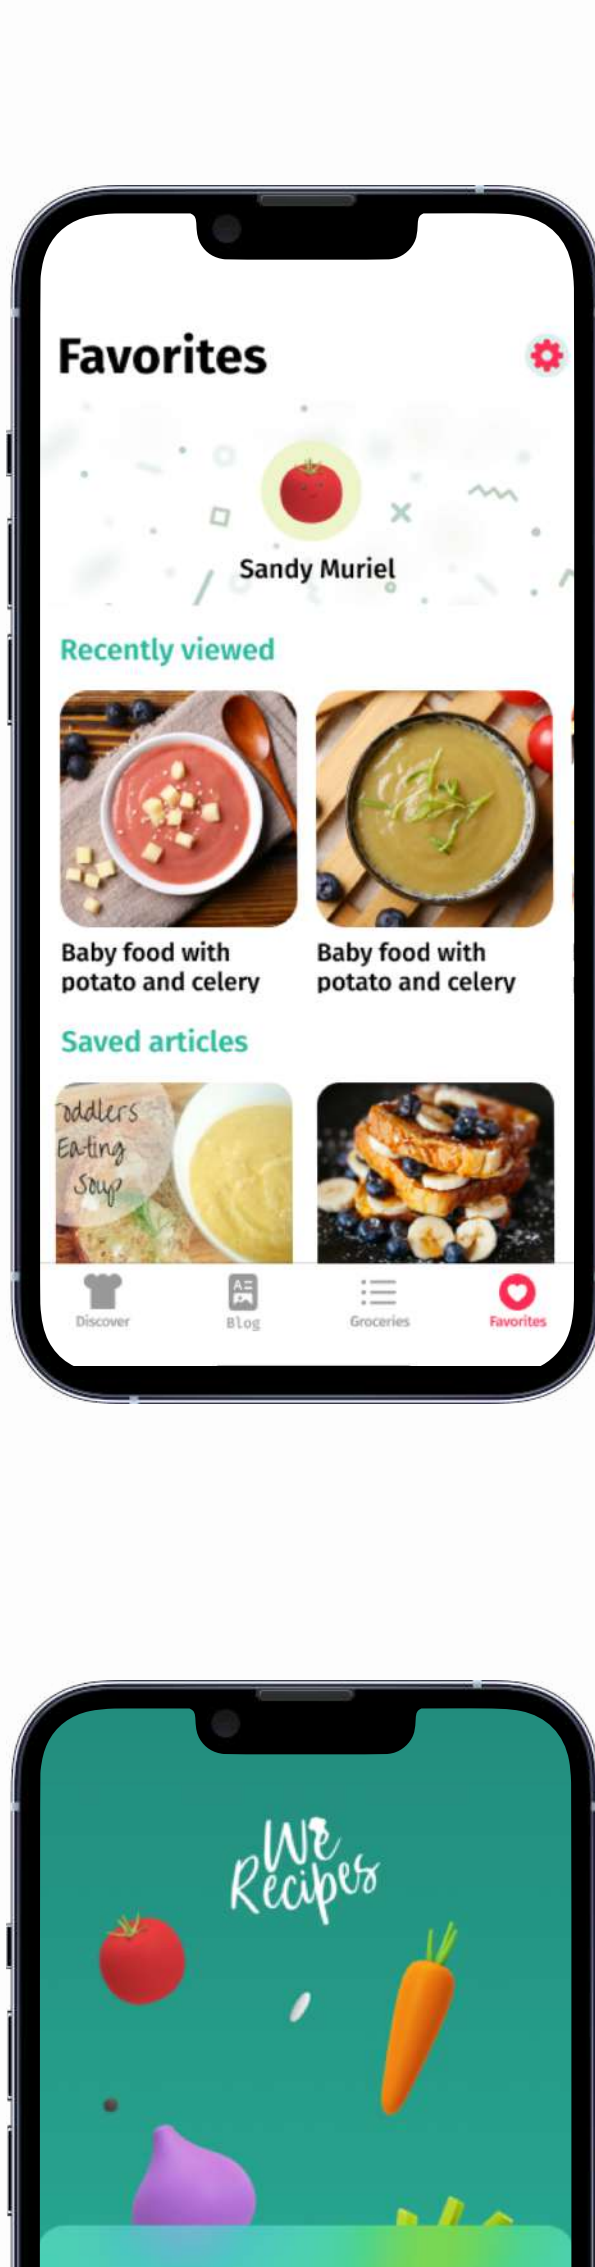 Favorites
Sandy Muriel
Recently viewed
Baby food with
potato and celery
Baby food with
potato and celery
Saved articles
oddlers
Eating
Soup
Discover
Blog
Groceries
Favorites
We
Recipes